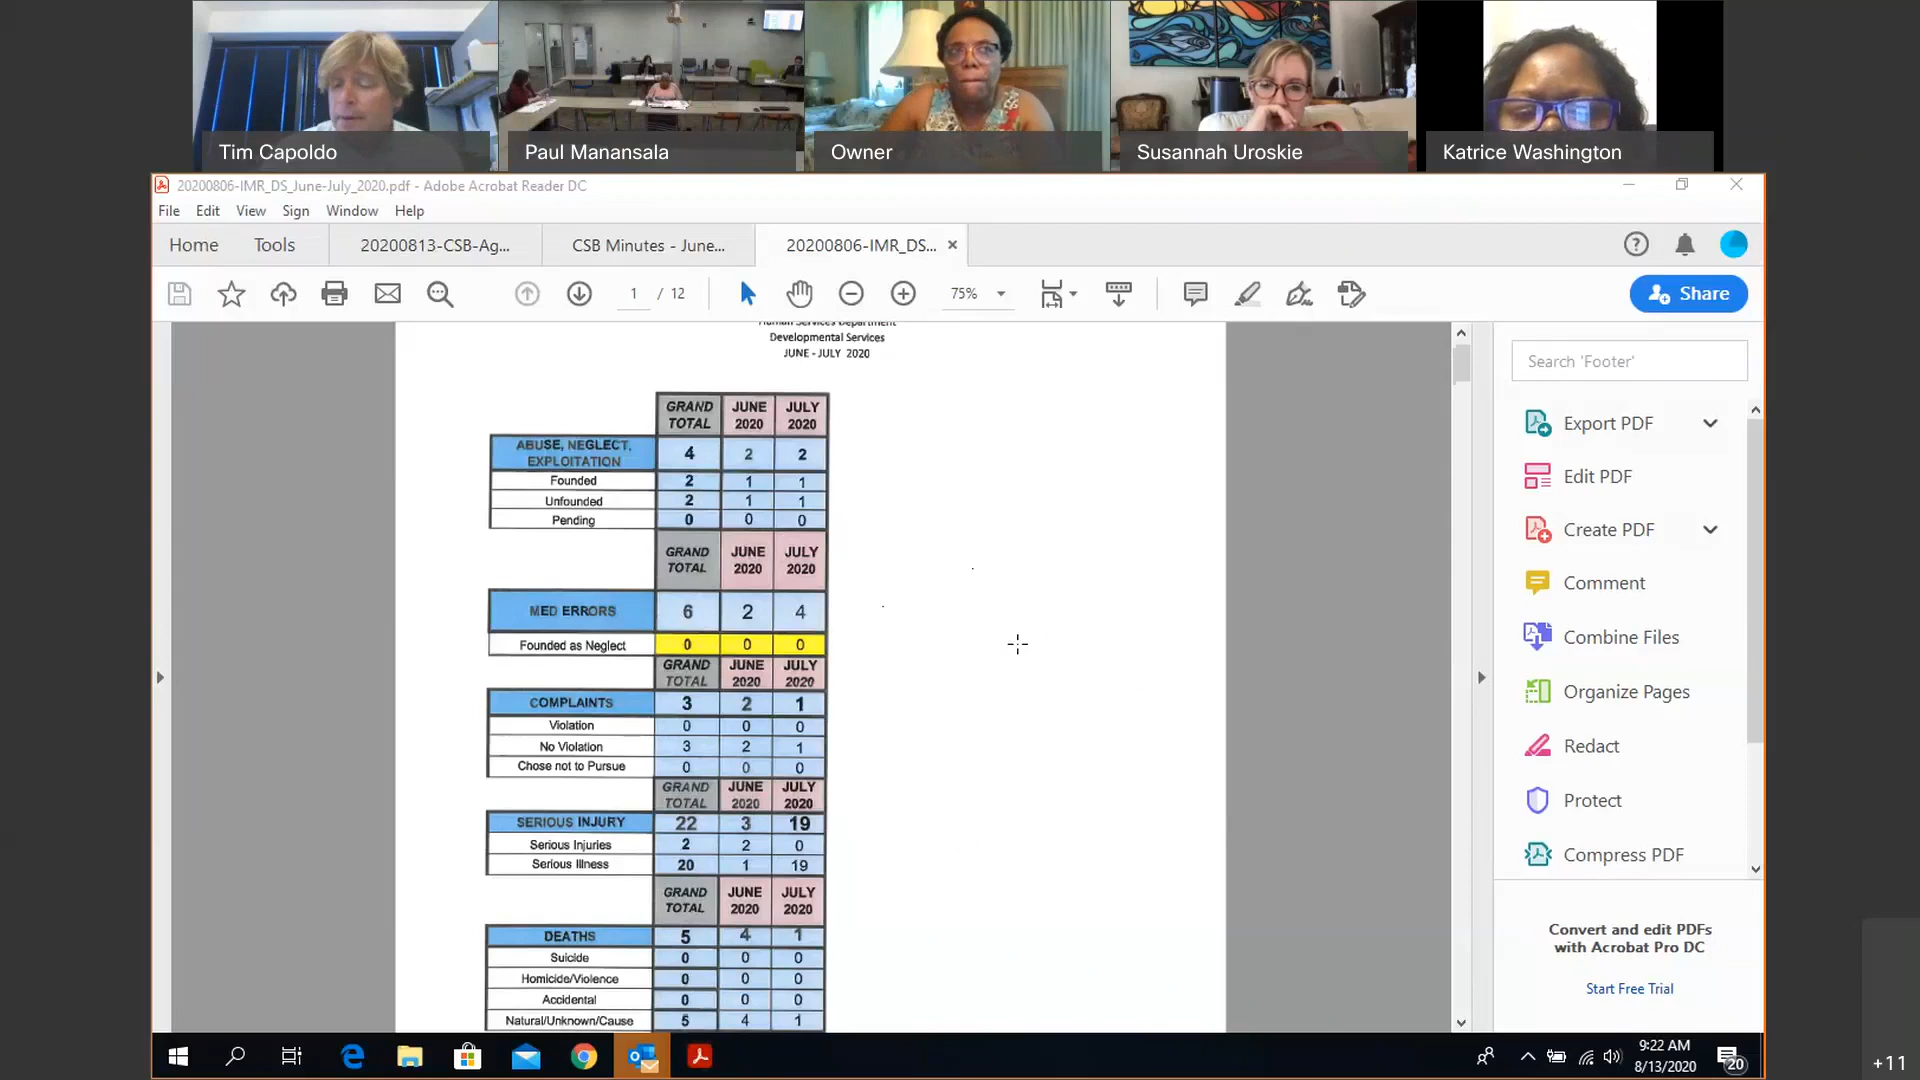 Tim Capoldo
Paul Manansala
Owner
Susannah Uroskie
Katrice Washington
20200806-IMR_DS_June-July_2020.pdf - Adobe Acrobat Reader DC
File Edit View Sign Window Help
Home Tools 20200813-CSB-Ag... CSB Minutes - June... 20200806-IMR_DS... ×
1 / 12 75% Share
Human Services Department
Developmental Services
JUNE - JULY 2020
GRAND TOTAL JUNE 2020 JULY 2020
ABUSE, NEGLECT, EXPLOITATION 4 2 2
Founded 2 1 1
Unfounded 2 1 1
Pending 0 0 0
GRAND TOTAL JUNE 2020 JULY 2020
MED ERRORS 6 2 4
Founded as Neglect 0 0 0
GRAND TOTAL JUNE 2020 JULY 2020
COMPLAINTS 3 2 1
Violation 0 0 0
No Violation 3 2 1
Chose not to Pursue 0 0 0
GRAND TOTAL JUNE 2020 JULY 2020
SERIOUS INJURY 22 3 19
Serious Injuries 2 2 0
Serious Illness 20 1 19
GRAND TOTAL JUNE 2020 JULY 2020
DEATHS 5 4 1
Suicide 0 0 0
Homicide/Violence 0 0 0
Accidental 0 0 0
Natural/Unknown/Cause 5 4 1
Search 'Footer'
Export PDF
Edit PDF
Create PDF
Comment
Combine Files
Organize Pages
Redact
Protect
Compress PDF
Convert and edit PDFs
with Acrobat Pro DC
Start Free Trial
9:22 AM
8/13/2020
20
+11